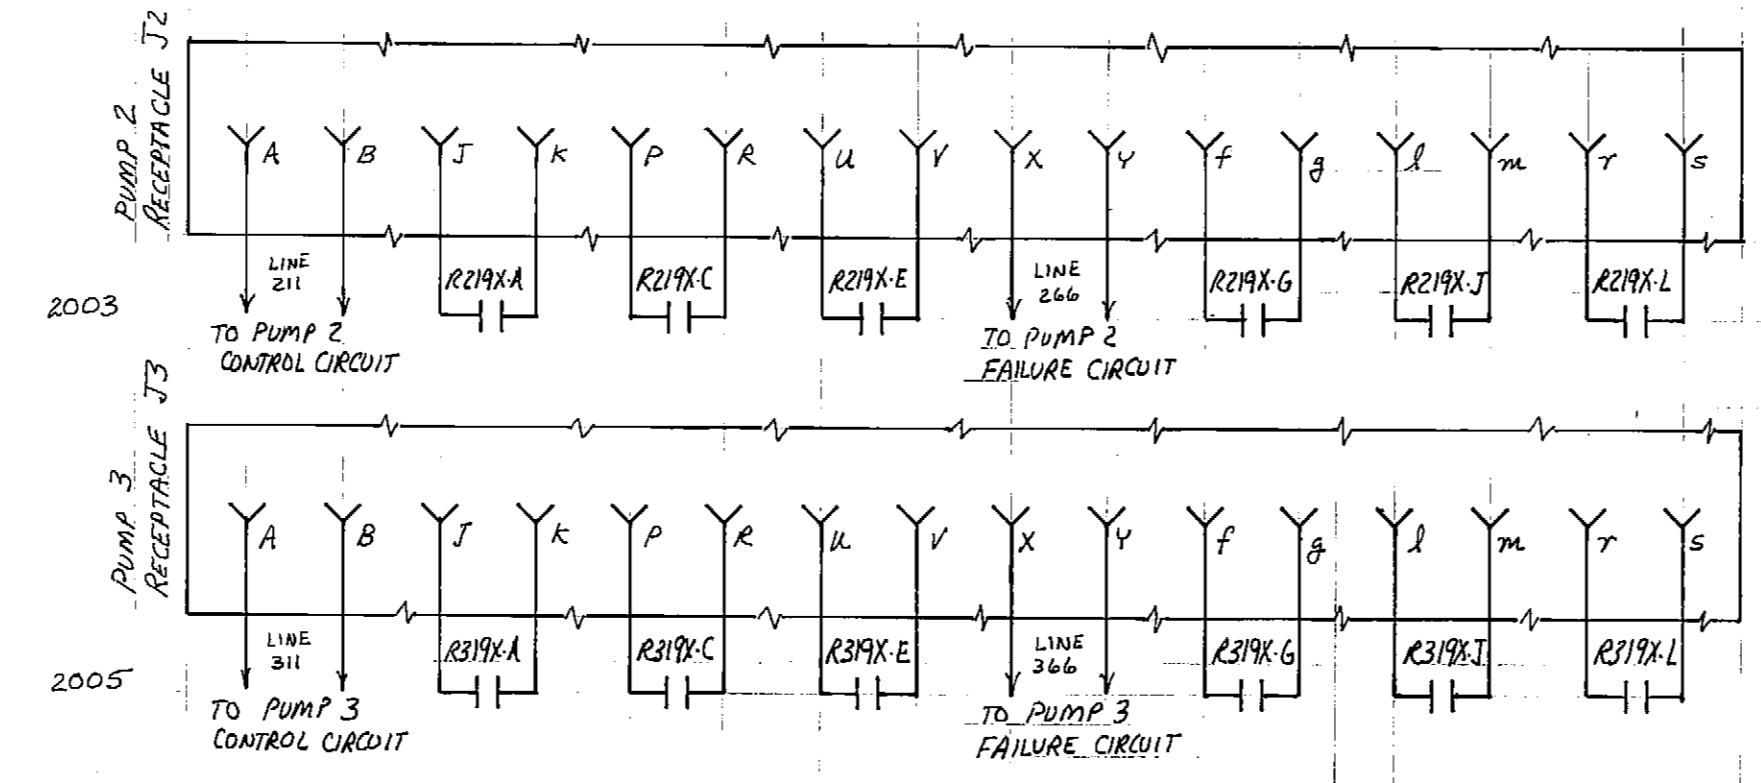 PUMP 2
RECEPTACLE J2
A B J K P R U V X Y f g l m r s
LINE
211
R219X-A R219X-C R219X-E
LINE
266
R219X-G R219X-J R219X-L
2003
TO PUMP 2
CONTROL CIRCUIT
TO PUMP 2
FAILURE CIRCUIT
PUMP 3
RECEPTACLE J3
A B J K P R U V X Y f g l m r s
LINE
311
R319X-A R319X-C R319X-E
LINE
366
R319X-G R319X-J R319X-L
2005
TO PUMP 3
CONTROL CIRCUIT
TO PUMP 3
FAILURE CIRCUIT